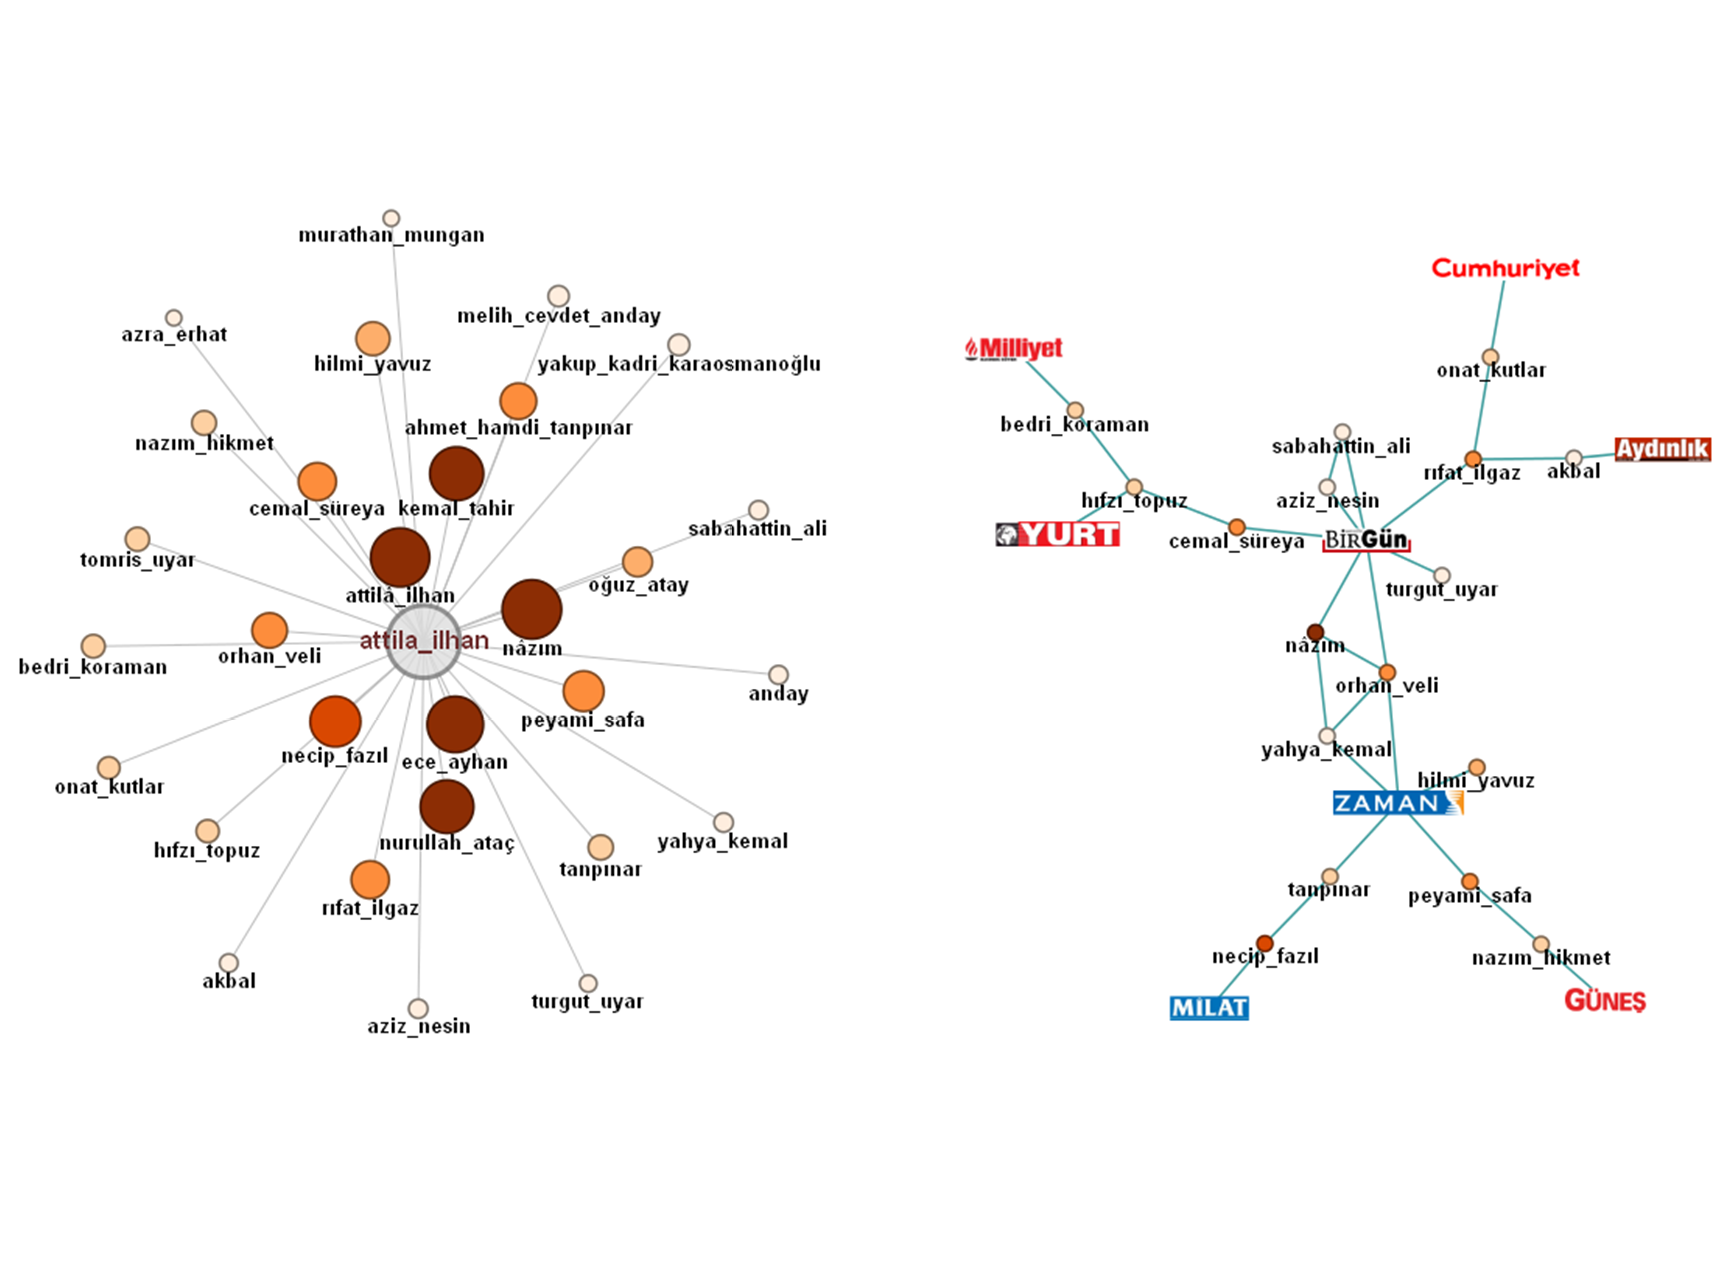 murathan_mungan
melih_cevdet_anday
azra_erhat
hilmi_yavuz
yakup_kadri_karaosmanoğlu
ahmet_hamdi_tanpınar
nazım_hikmet
cemal_süreya
kemal_tahir
sabahattin_ali
tomris_uyar
oğuz_atay
attilâ_ilhan
attila_ilhan
nâzım
orhan_veli
bedri_koraman
anday
peyami_safa
necip_fazıl
ece_ayhan
onat_kutlar
nurullah_ataç
yahya_kemal
hıfzı_topuz
tanpınar
rıfat_ilgaz
akbal
turgut_uyar
aziz_nesin
Cumhuriyet
Milliyet
onat_kutlar
bedri_koraman
sabahattin_ali
Aydınlık
rıfat_ilgaz
akbal
hıfzı_topuz
aziz_nesin
YURT
cemal_süreya
BİRGün
turgut_uyar
nâzım
orhan_veli
yahya_kemal
hilmi_yavuz
ZAMAN
tanpınar
peyami_safa
necip_fazıl
nazım_hikmet
MİLAT
GÜNEŞ